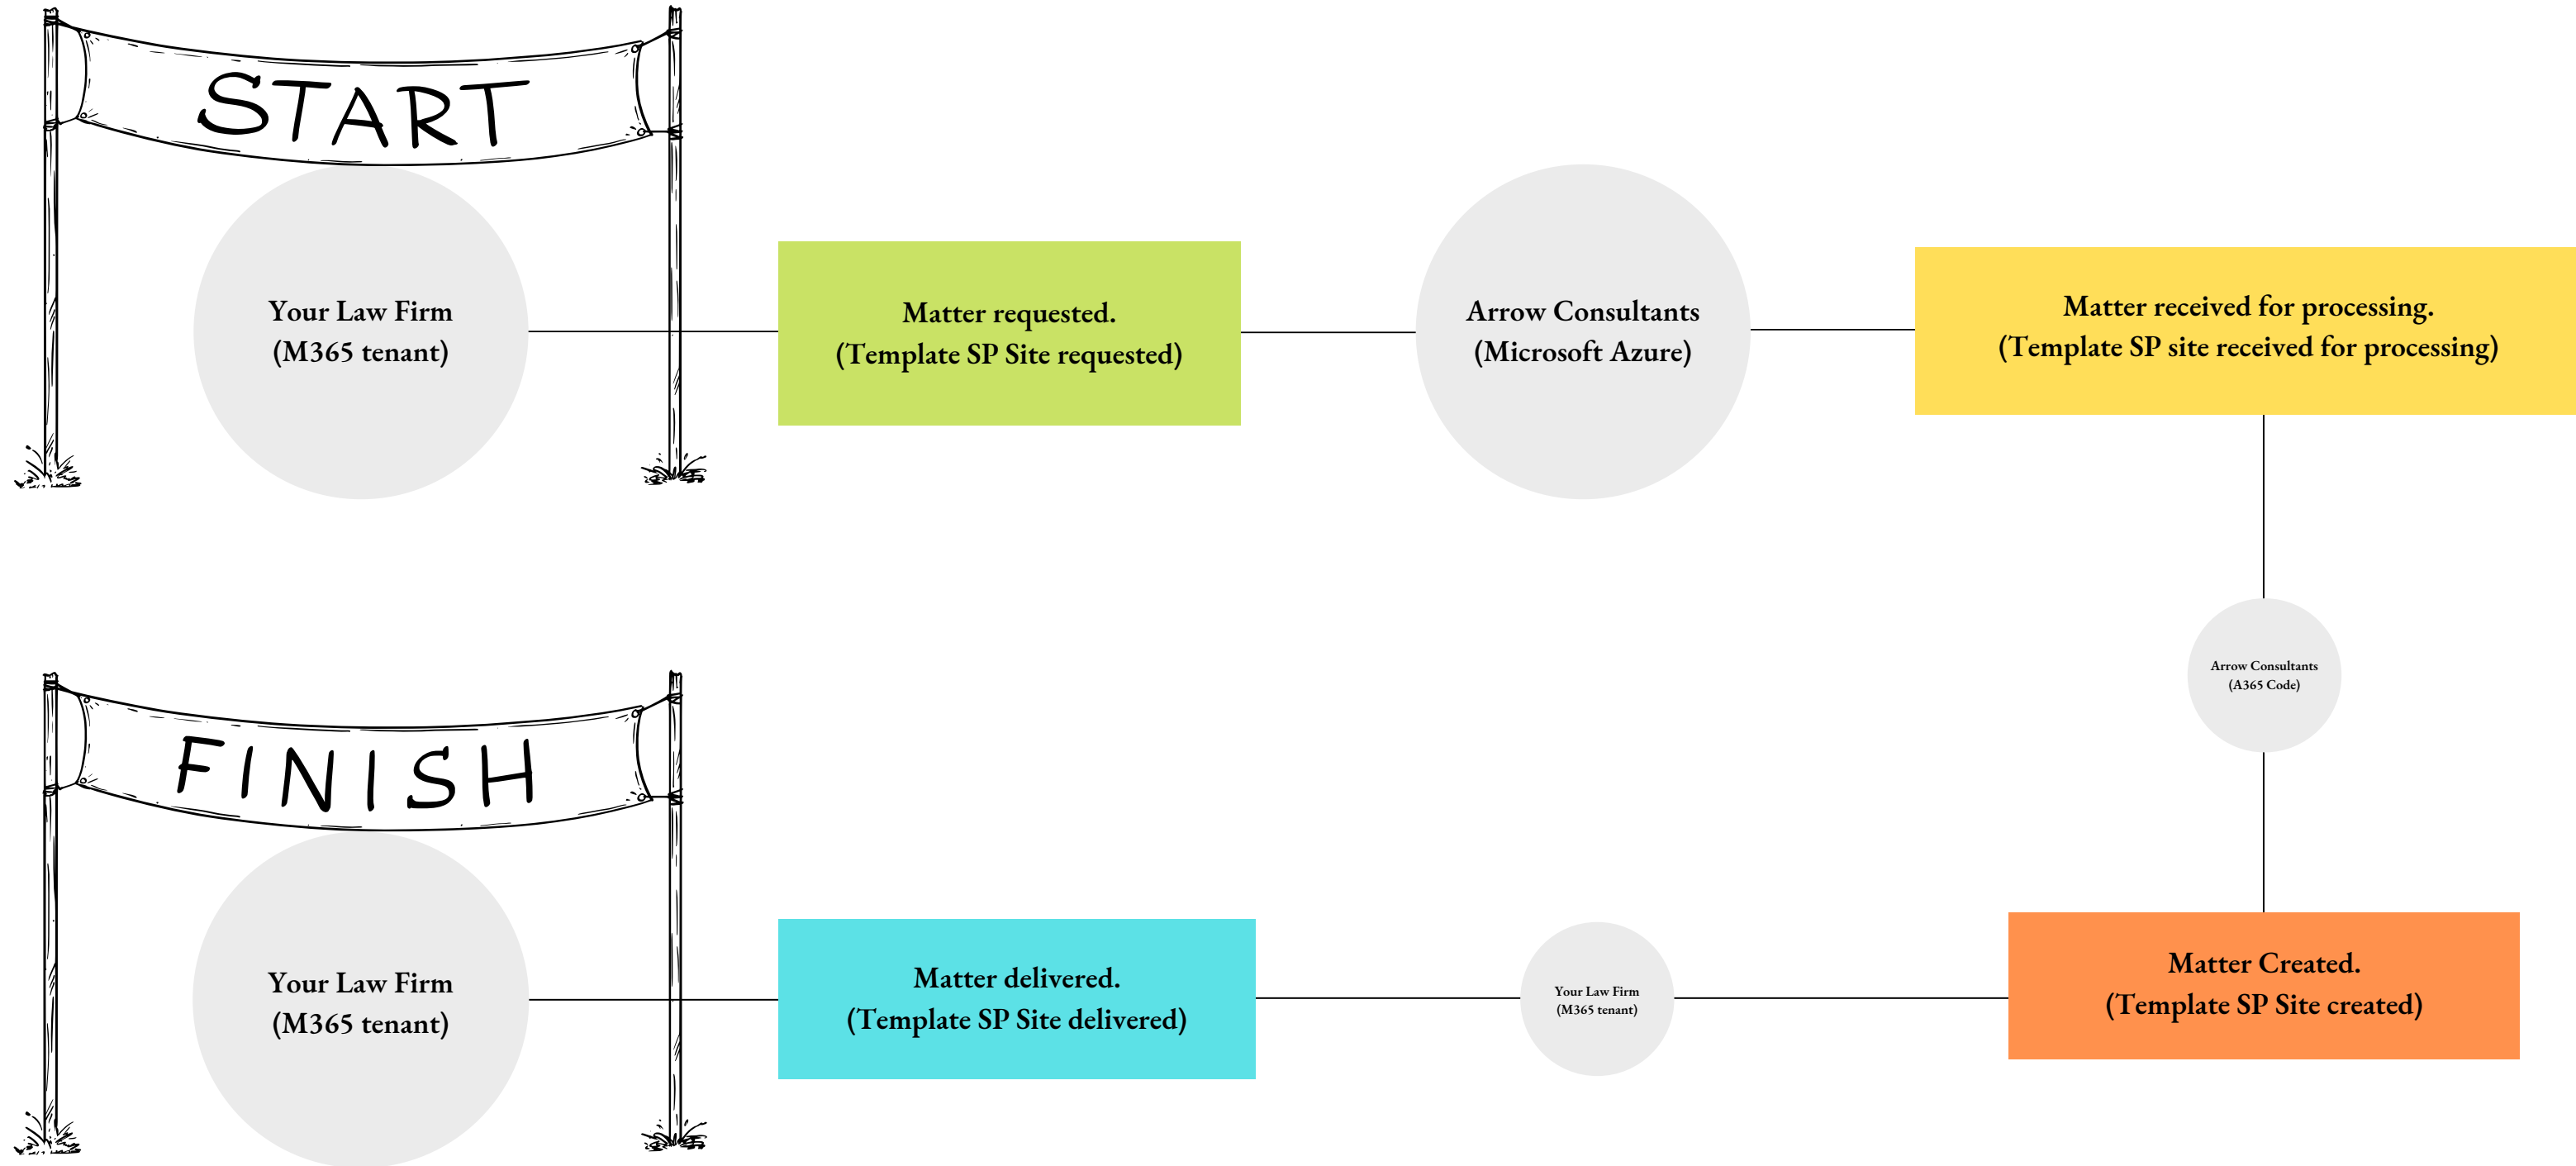 START
Your Law Firm
(M365 tenant)
Matter requested.
(Template SP Site requested)
Arrow Consultants
(Microsoft Azure)
Matter received for processing.
(Template SP site received for processing)
Arrow Consultants
(A365 Code)
FINISH
Your Law Firm
(M365 tenant)
Matter delivered.
(Template SP Site delivered)
Your Law Firm
(M365 tenant)
Matter Created.
(Template SP Site created)